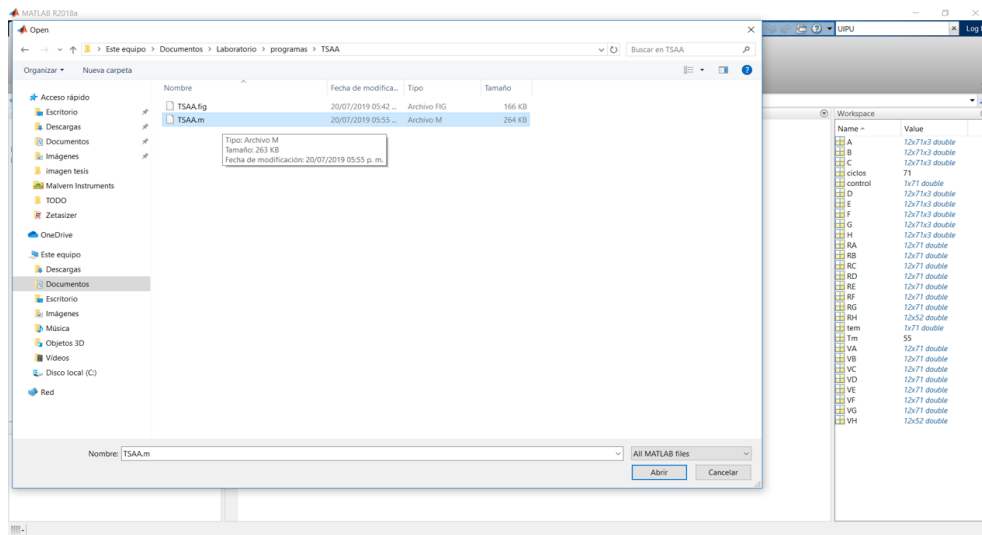 MATLAB R2018a
Open
UIPU
Log
Este equipo > Documentos > Laboratorio > programas > TSAA
Buscar en TSAA
Organizar
Nueva carpeta
Nombre
Fecha de modifica...
Tipo
Tamaño
TSAA.fig
20/07/2019 05:42 ...
Archivo FIG
166 KB
TSAA.m
20/07/2019 05:55 ...
Archivo M
264 KB
Tipo: Archivo M
Tamaño: 263 KB
Fecha de modificación: 20/07/2019 05:55 p. m.
Acceso rápido
Escritorio
Descargas
Documentos
Imágenes
imagen tesis
Malvern Instruments
TODO
Zetasizer
OneDrive
Este equipo
Descargas
Documentos
Escritorio
Imágenes
Música
Objetos 3D
Vídeos
Disco local (C:)
Red
Nombre:
TSAA.m
All MATLAB files
Abrir
Cancelar
Workspace
Name
Value
A 12x71x3 double
B 12x71x3 double
C 12x71x3 double
ciclos 71
control 1x71 double
D 12x71x3 double
E 12x71x3 double
F 12x71x3 double
G 12x71x3 double
H 12x71x3 double
RA 12x71 double
RB 12x71 double
RC 12x71 double
RD 12x71 double
RE 12x71 double
RF 12x71 double
RG 12x71 double
RH 12x52 double
tem 1x71 double
Tm 55
VA 12x71 double
VB 12x71 double
VC 12x71 double
VD 12x71 double
VE 12x71 double
VF 12x71 double
VG 12x71 double
VH 12x52 double